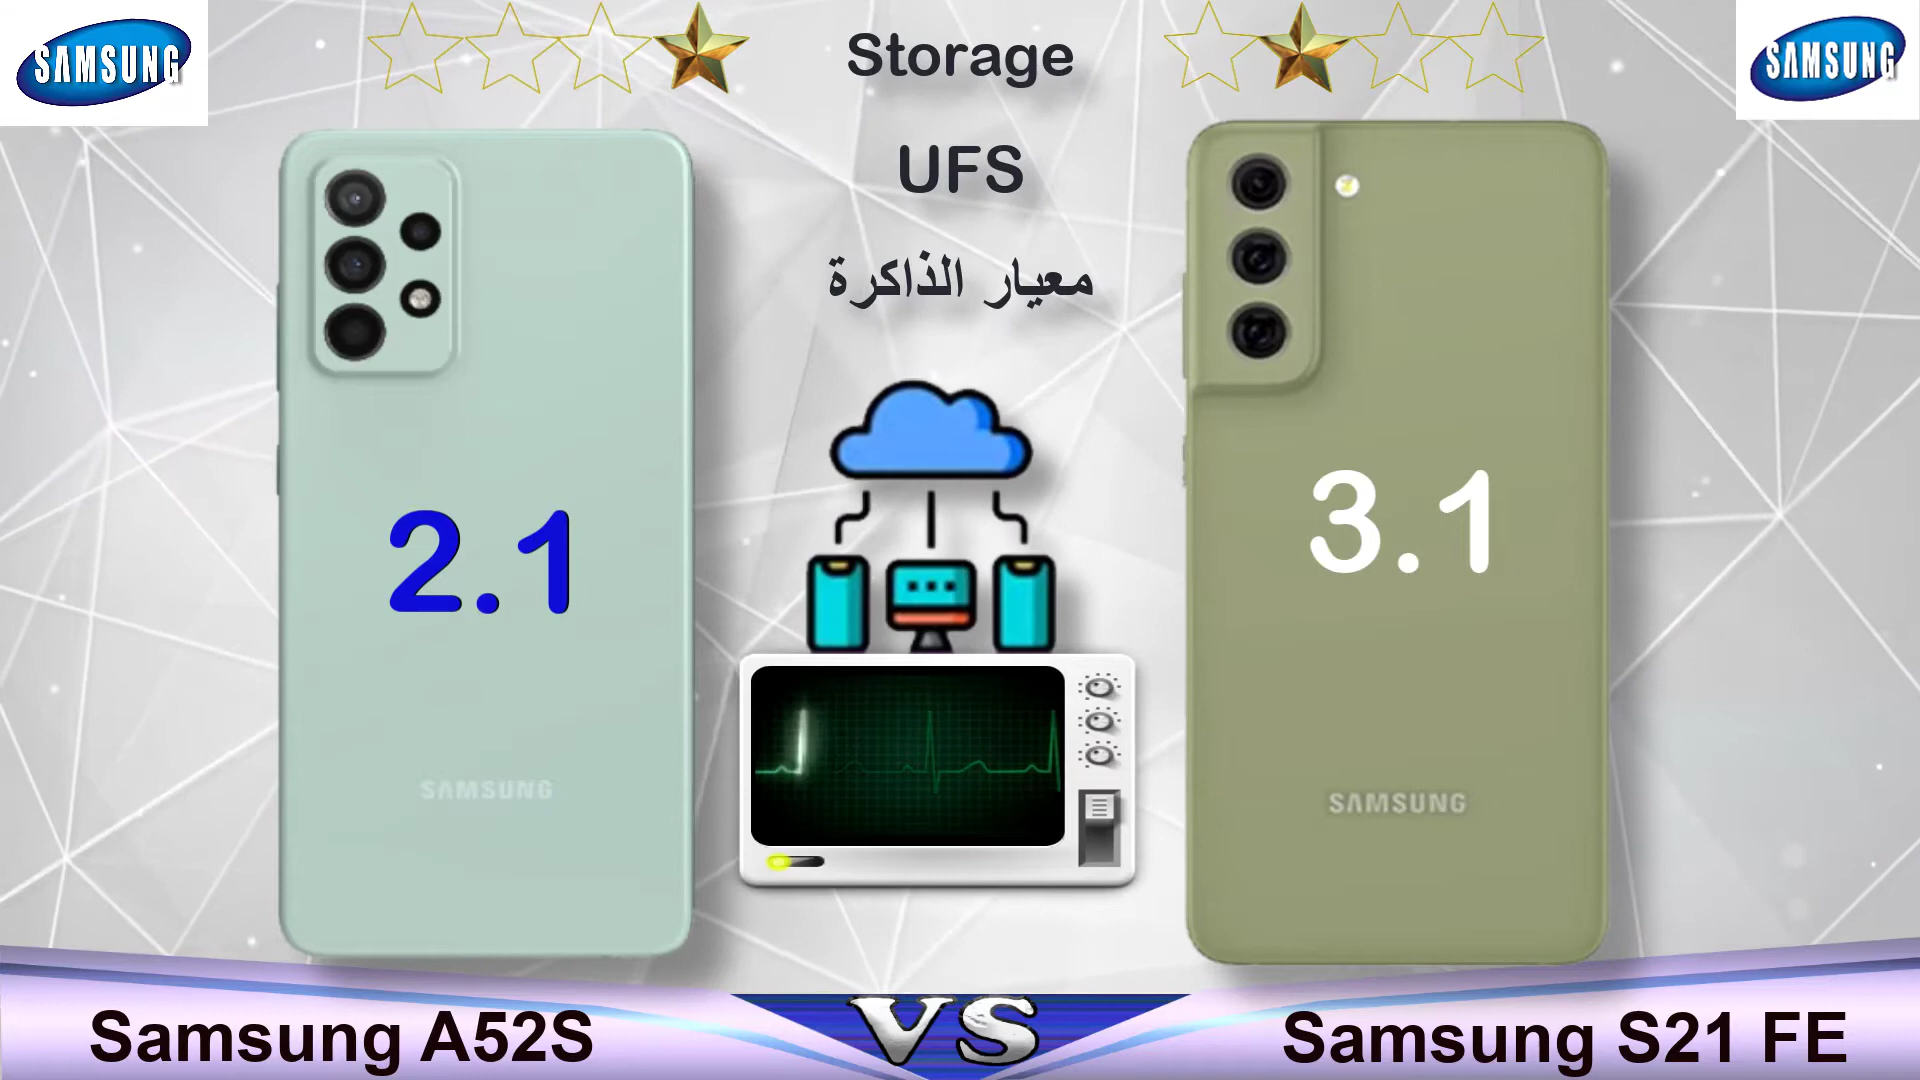 SAMSUNG
Storage
SAMSUNG
UFS
معيار الذاكرة
2.1
3.1
SAMSUNG
SAMSUNG
Samsung A52S
VS
Samsung S21 FE